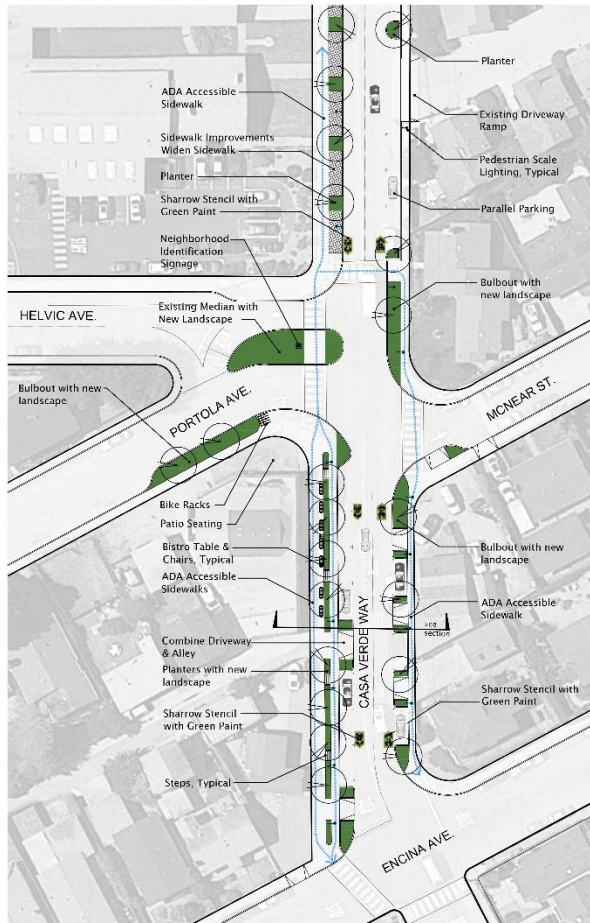 Planter
ADA Accessible
Sidewalk
Existing Driveway
Ramp
Sidewalk Improvements
Widen Sidewalk
Pedestrian Scale
Lighting, Typical
Planter
Sharrow Stencil with
Green Paint
Parallel Parking
Neighborhood
Identification
Signage
Bulbout with
new landscape
Existing Median with
New Landscape
HELVIC AVE.
Bulbout with new
landscape
PORTOLA AVE.
MCNEAR ST.
Bike Racks
Patio Seating
Bistro Table &
Chairs, Typical
Bulbout with new
landscape
ADA Accessible
Sidewalks
ADA Accessible
Sidewalk
section
CASA VERDE WAY
Combine Driveway
& Alley
Planters with new
landscape
Sharrow Stencil
with Green Paint
Sharrow Stencil with
Green Paint
Steps, Typical
ENCINA AVE.